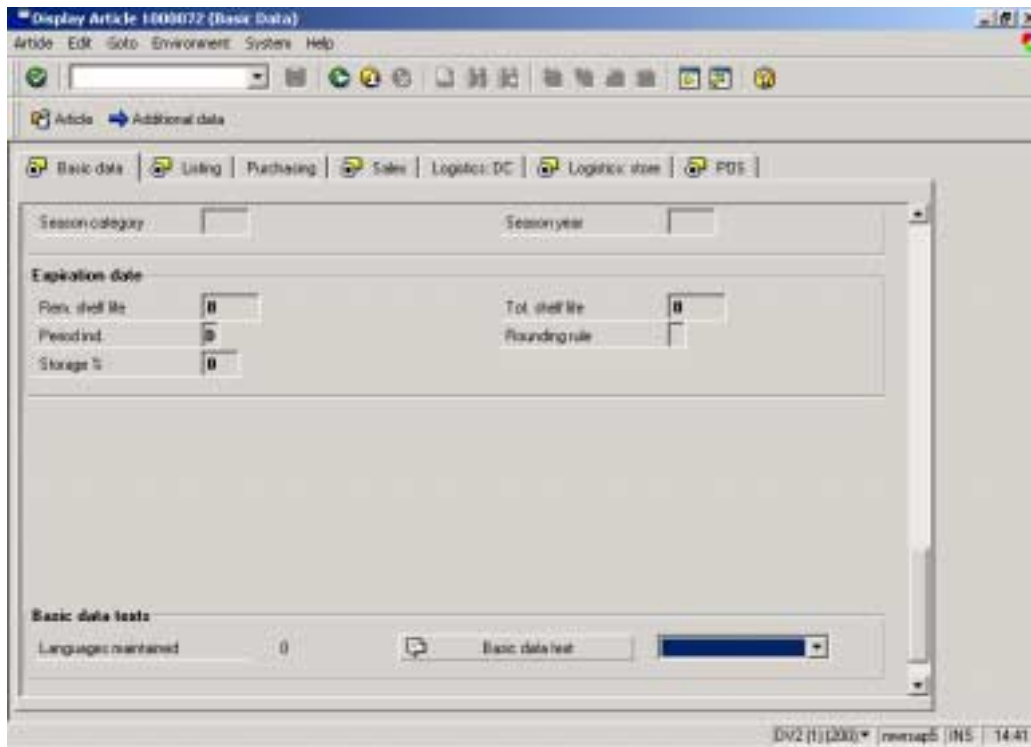 Display Article 1000072 (Basic Data)
Article Edit Goto Environment System Help
Article Additional data
Basic data Listing Purchasing Sales Logistics: DC Logistics: store POS
Season category Season year
Expiration date
Rem. shelf life 0 Tot. shelf life 0
Period ind. D Rounding rule
Storage % 0
Basic data texts
Languages maintained 0 Basic data text
DV2 (1) (200) INS 14:41